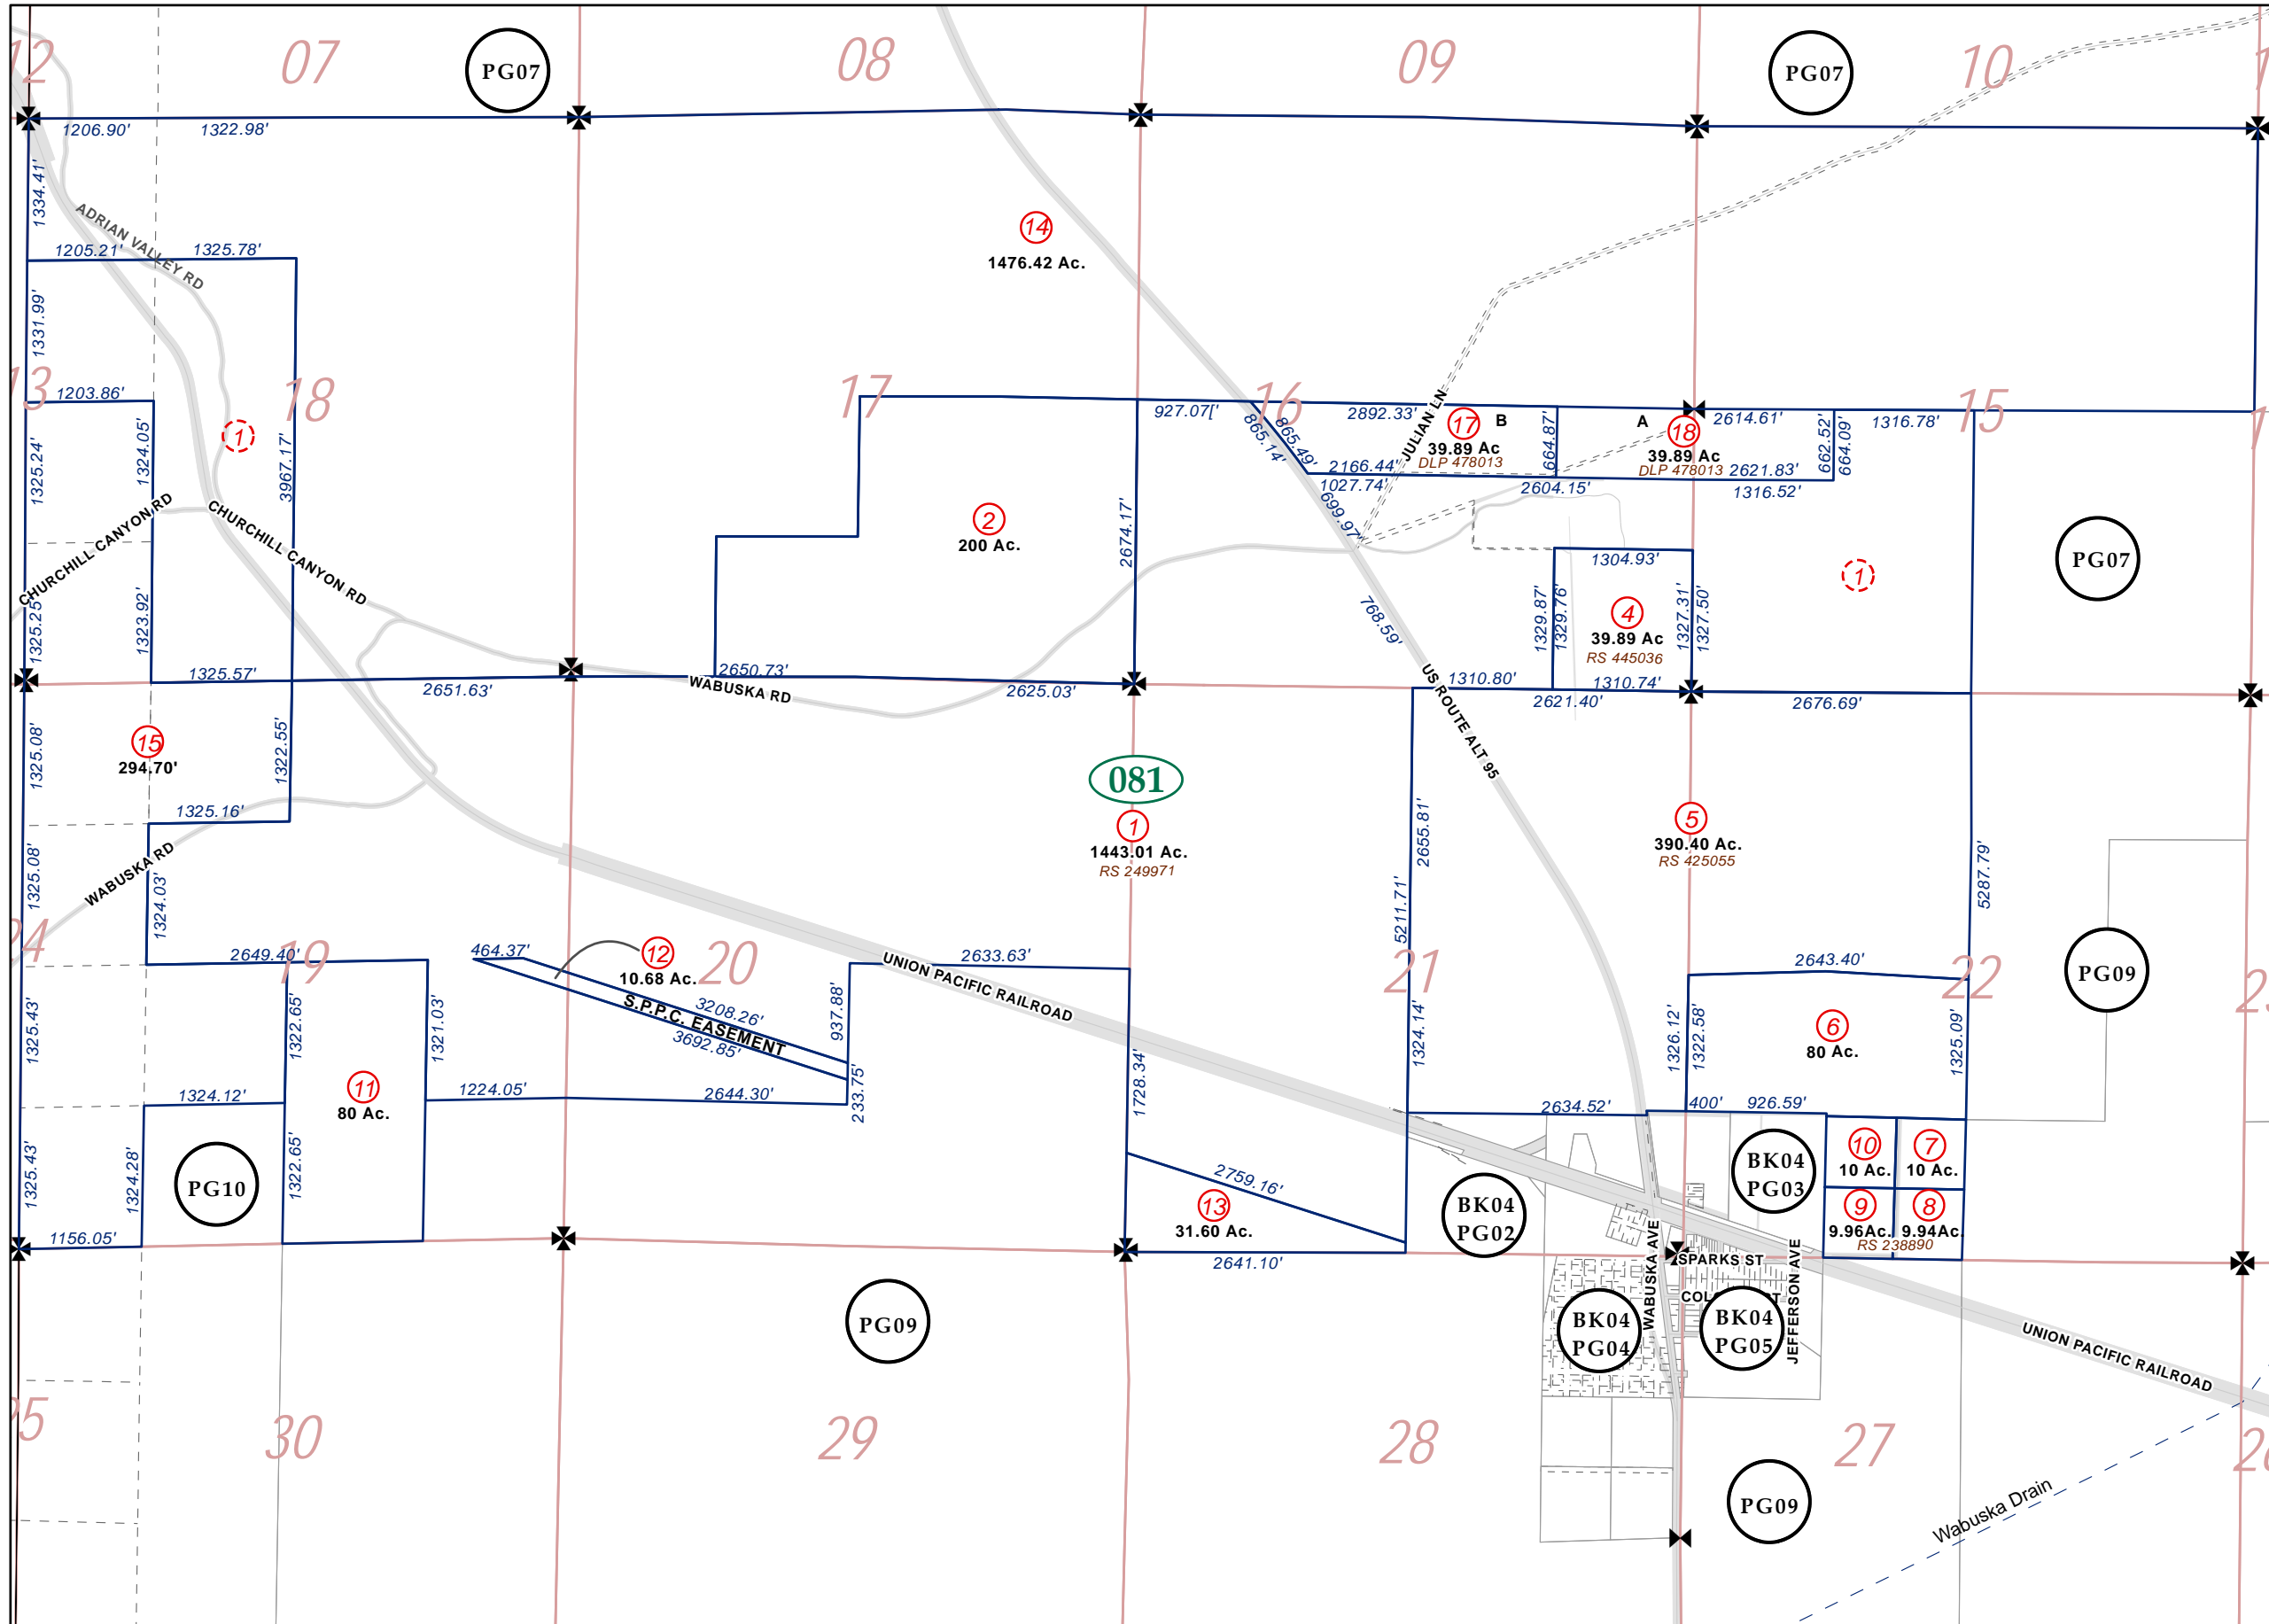 12
07
PG07
08
09
PG07
10
1206.90'
1322.98'
1334.41'
ADRIAN VALLEY RD
1205.21'
1325.78'
14
1476.42 Ac.
1331.99'
13
1203.86'
18
17
16
15
927.07['
2892.33'
JULIAN LN
17
B
39.89 Ac
DLP 478013
664.87'
A
18
39.89 Ac
DLP 478013
2614.61'
662.52'
664.09'
1316.78'
865.14'
865.49'
2166.44'
1027.74'
2621.83'
2604.15'
1316.52'
1
1325.24'
1324.05'
3967.17'
CHURCHILL CANYON RD
CHURCHILL CANYON RD
2
200 Ac.
2674.17'
699.97'
PG07
1304.93'
1
1325.25'
1323.92'
768.59'
1329.87'
1329.76'
4
39.89 Ac
RS 445036
1327.31'
1327.50'
1325.57'
2651.63'
2650.73'
WABUSKA RD
2625.03'
US ROUTE ALT 95
1310.80'
1310.74'
2621.40'
2676.69'
1325.08'
15
294.70'
1322.55'
081
1
1443.01 Ac.
RS 249971
2655.81'
5
390.40 Ac.
RS 425055
1325.16'
WABUSKA RD
1325.08'
1324.03'
5211.71'
5287.79'
24
2649.40'
19
464.37'
12
10.68 Ac.
20
UNION PACIFIC RAILROAD
2633.63'
21
2643.40'
22
PG09
23
1325.43'
1322.65'
1321.03'
S.P.P.C. EASEMENT
3208.26'
3692.85'
937.88'
1324.14'
1326.12'
1322.58'
6
80 Ac.
1325.09'
11
80 Ac.
1324.12'
1224.05'
2644.30'
233.75'
1728.34'
2634.52'
400'
926.59'
1325.43'
1324.28'
PG10
1322.65'
2759.16'
13
31.60 Ac.
BK04
PG02
BK04
PG03
10
10 Ac.
7
10 Ac.
9
9.96Ac.
8
9.94Ac.
RS 238890
1156.05'
2641.10'
WABUSKA AVE
SPARKS ST
JEFFERSON AVE
PG09
BK04
PG04
BK04
PG05
UNION PACIFIC RAILROAD
25
30
29
28
27
26
PG09
Wabuska Drain